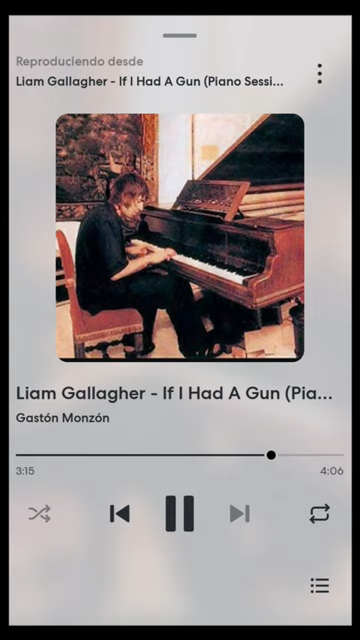 Reproduciendo desde
Liam Gallagher - If I Had A Gun (Piano Sessi...
Liam Gallagher - If I Had A Gun (Pia...
Gastón Monzón
3:15
4:06